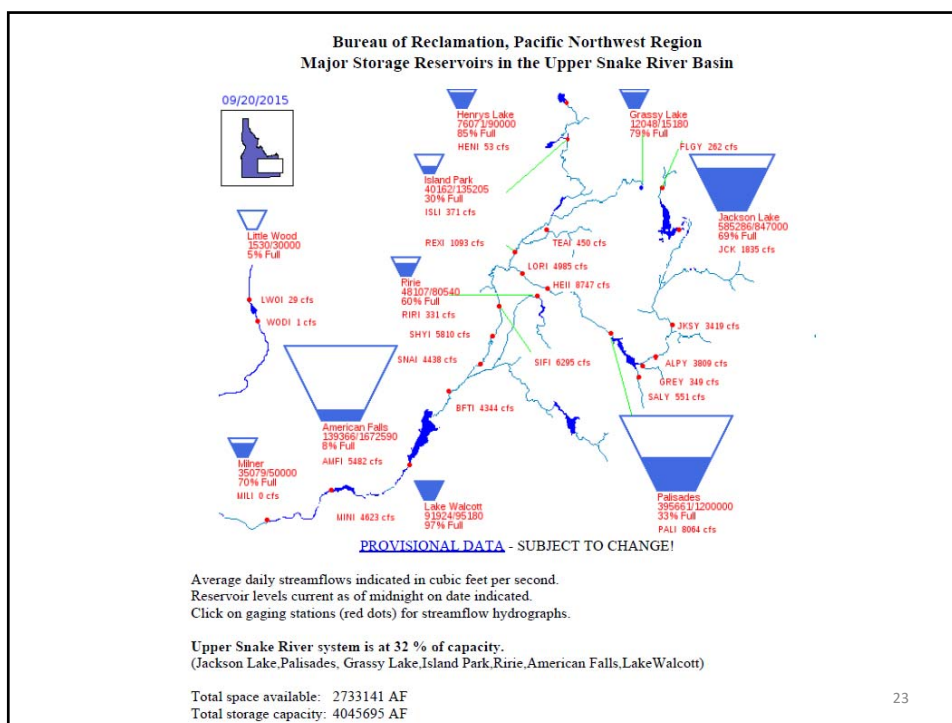 Bureau of Reclamation, Pacific Northwest Region
Major Storage Reservoirs in the Upper Snake River Basin
09/20/2015
Henrys Lake
76071/90000
85% Full
HENI 53 cfs
Grassy Lake
12048/15180
79% Full
FLGY 262 cfs
Island Park
40162/135205
30% Full
ISLI 371 cfs
Jackson Lake
585286/847000
69% Full
JCK 1835 cfs
Little Wood
1530/30000
5% Full
REXI 1093 cfs
TEAI 450 cfs
LORI 4985 cfs
Ririe
48107/80540
60% Full
RIRI 331 cfs
HEII 8747 cfs
LWOI 29 cfs
WODI 1 cfs
SHYI 5810 cfs
JKSY 3419 cfs
SNAI 4438 cfs
SIFI 6295 cfs
ALPY 3809 cfs
GREY 349 cfs
SALY 551 cfs
BFTI 4344 cfs
American Falls
139366/1672590
8% Full
AMFI 5482 cfs
Milner
35079/50000
70% Full
MILI 0 cfs
MINI 4623 cfs
Lake Walcott
91924/95180
97% Full
Palisades
395661/1200000
33% Full
PALI 8064 cfs
PROVISIONAL DATA - SUBJECT TO CHANGE!
Average daily streamflows indicated in cubic feet per second.
Reservoir levels current as of midnight on date indicated.
Click on gaging stations (red dots) for streamflow hydrographs.
Upper Snake River system is at 32 % of capacity.
(Jackson Lake,Palisades, Grassy Lake,Island Park,Ririe,American Falls,LakeWalcott)
Total space available: 2733141 AF
Total storage capacity: 4045695 AF
23